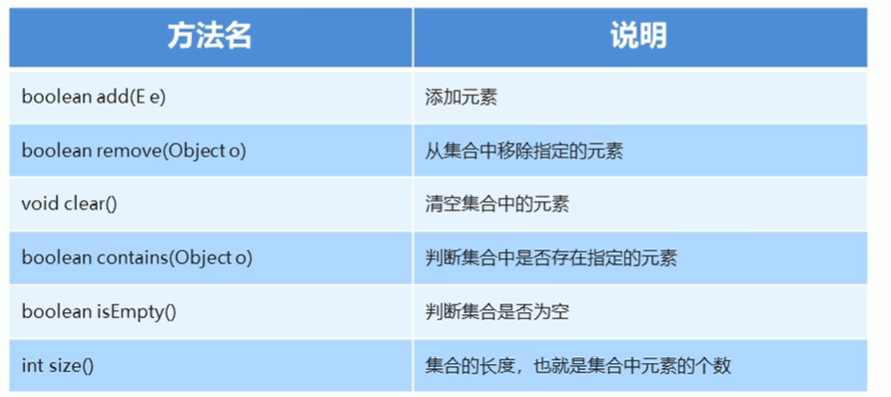 方法名 说明
boolean add(E e) 添加元素
boolean remove(Object o) 从集合中移除指定的元素
void clear() 清空集合中的元素
boolean contains(Object o) 判断集合中是否存在指定的元素
boolean isEmpty() 判断集合是否为空
int size() 集合的长度，也就是集合中元素的个数